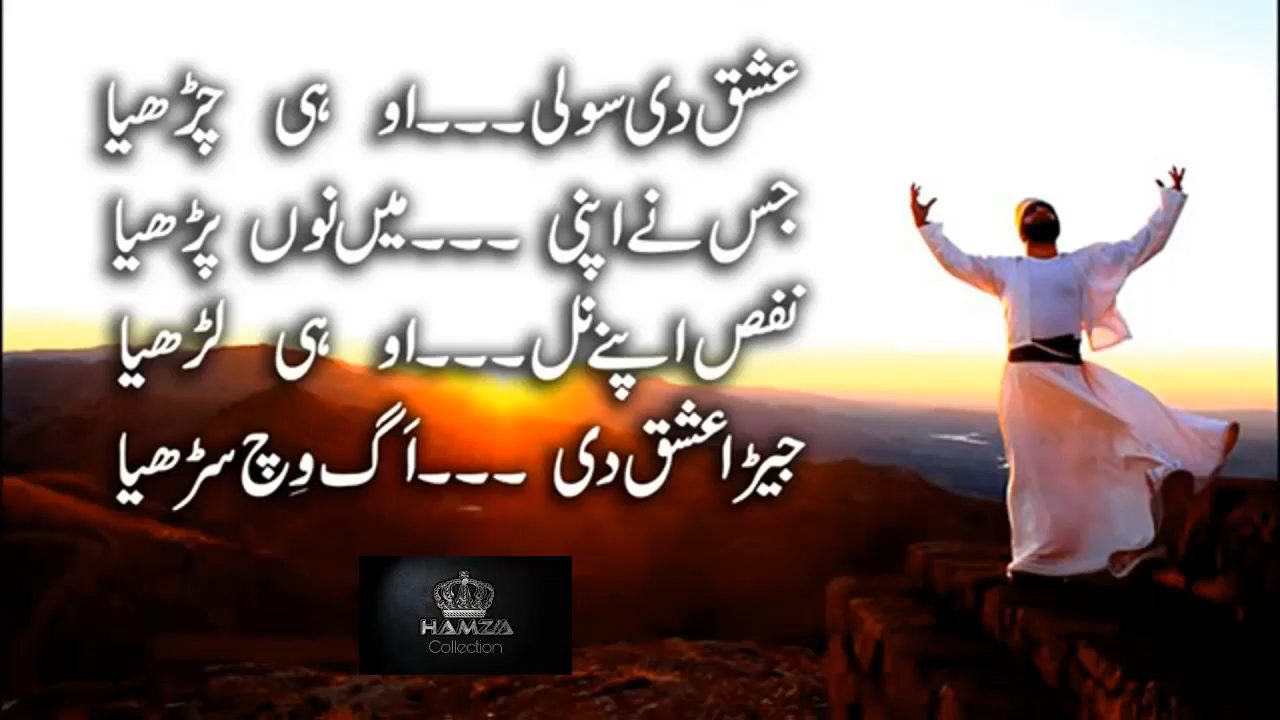 عشق دی سولی ۔۔۔ او ہی چڑھیا
جس نے اپنی ۔۔۔ میں نوں پڑھیا
نفص اپنے نل ۔۔۔ او ہی لڑھیا
جیڑا عشق دی ۔۔۔ اَگ وِچ سڑھیا
HAMZA
Collection